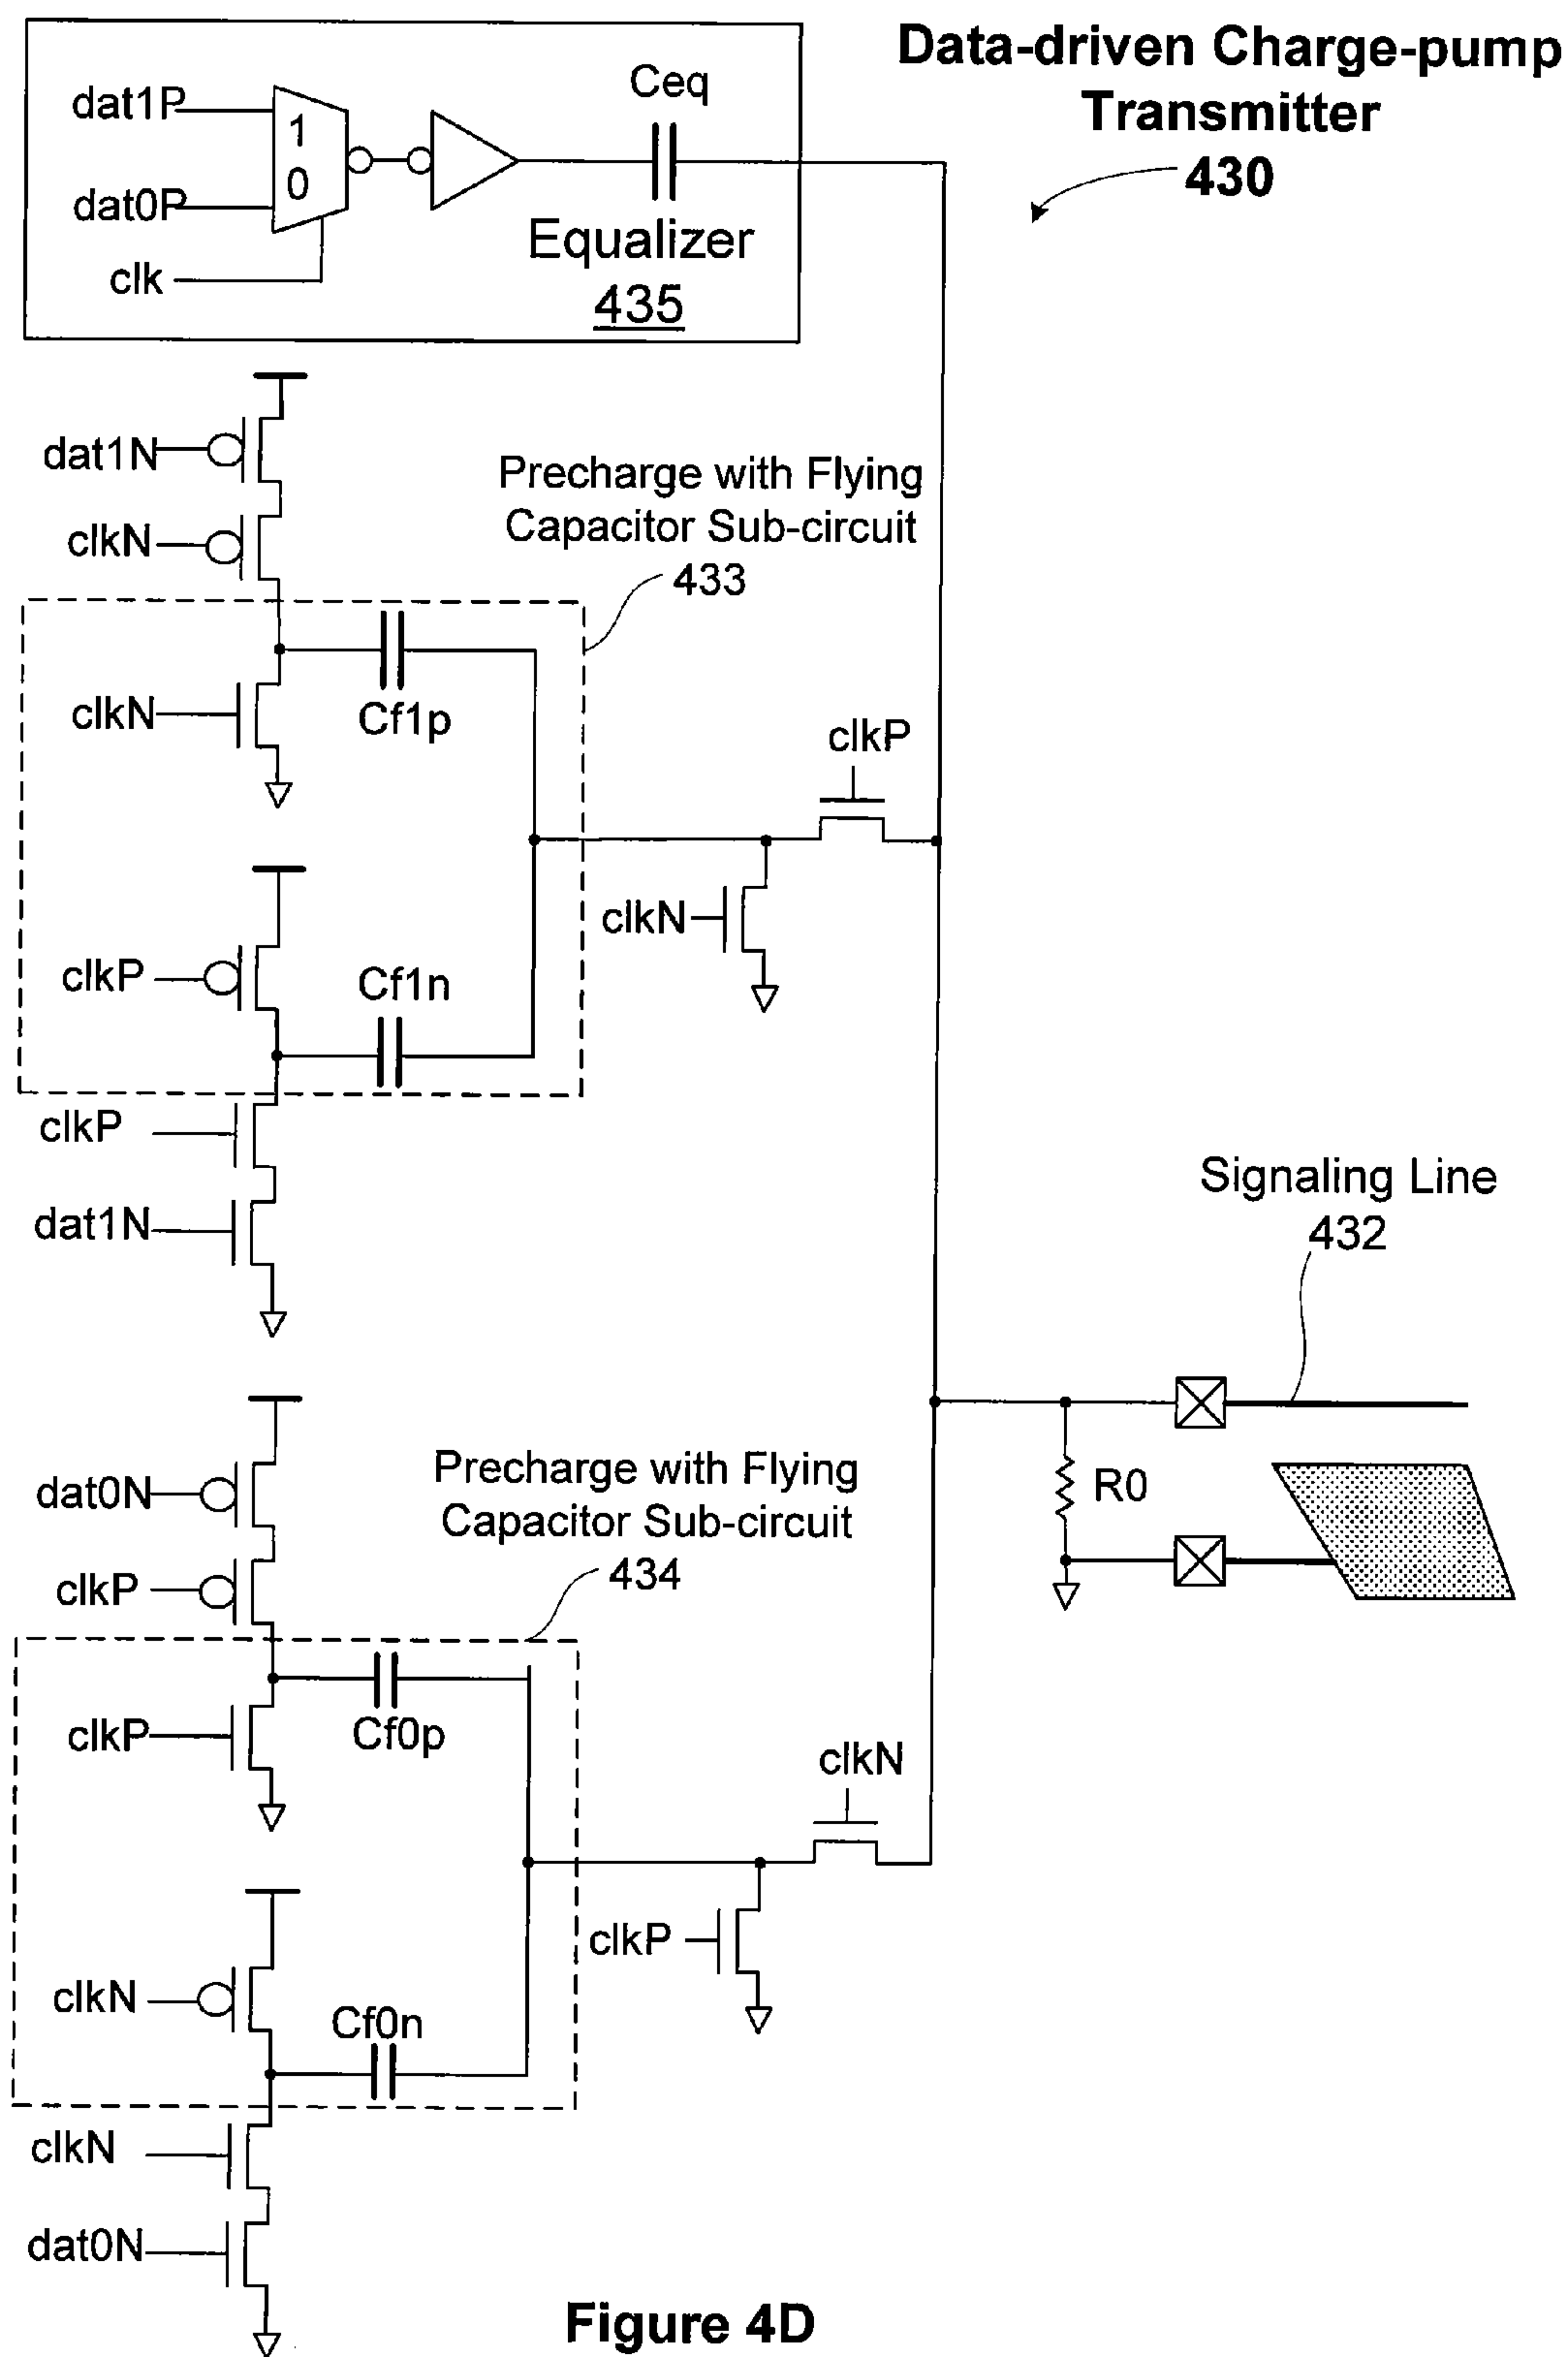 Data-driven Charge-pump
Transmitter
430
dat1P
1
0
dat0P
clk
Ceq
Equalizer
435
dat1N
clkN
Precharge with Flying
Capacitor Sub-circuit
433
clkN
Cf1p
clkP
clkN
clkP
Cf1n
clkP
dat1N
Signaling Line
432
dat0N
clkP
Precharge with Flying
Capacitor Sub-circuit
434
R0
clkP
Cf0p
clkN
clkP
clkN
Cf0n
clkN
dat0N
Figure 4D